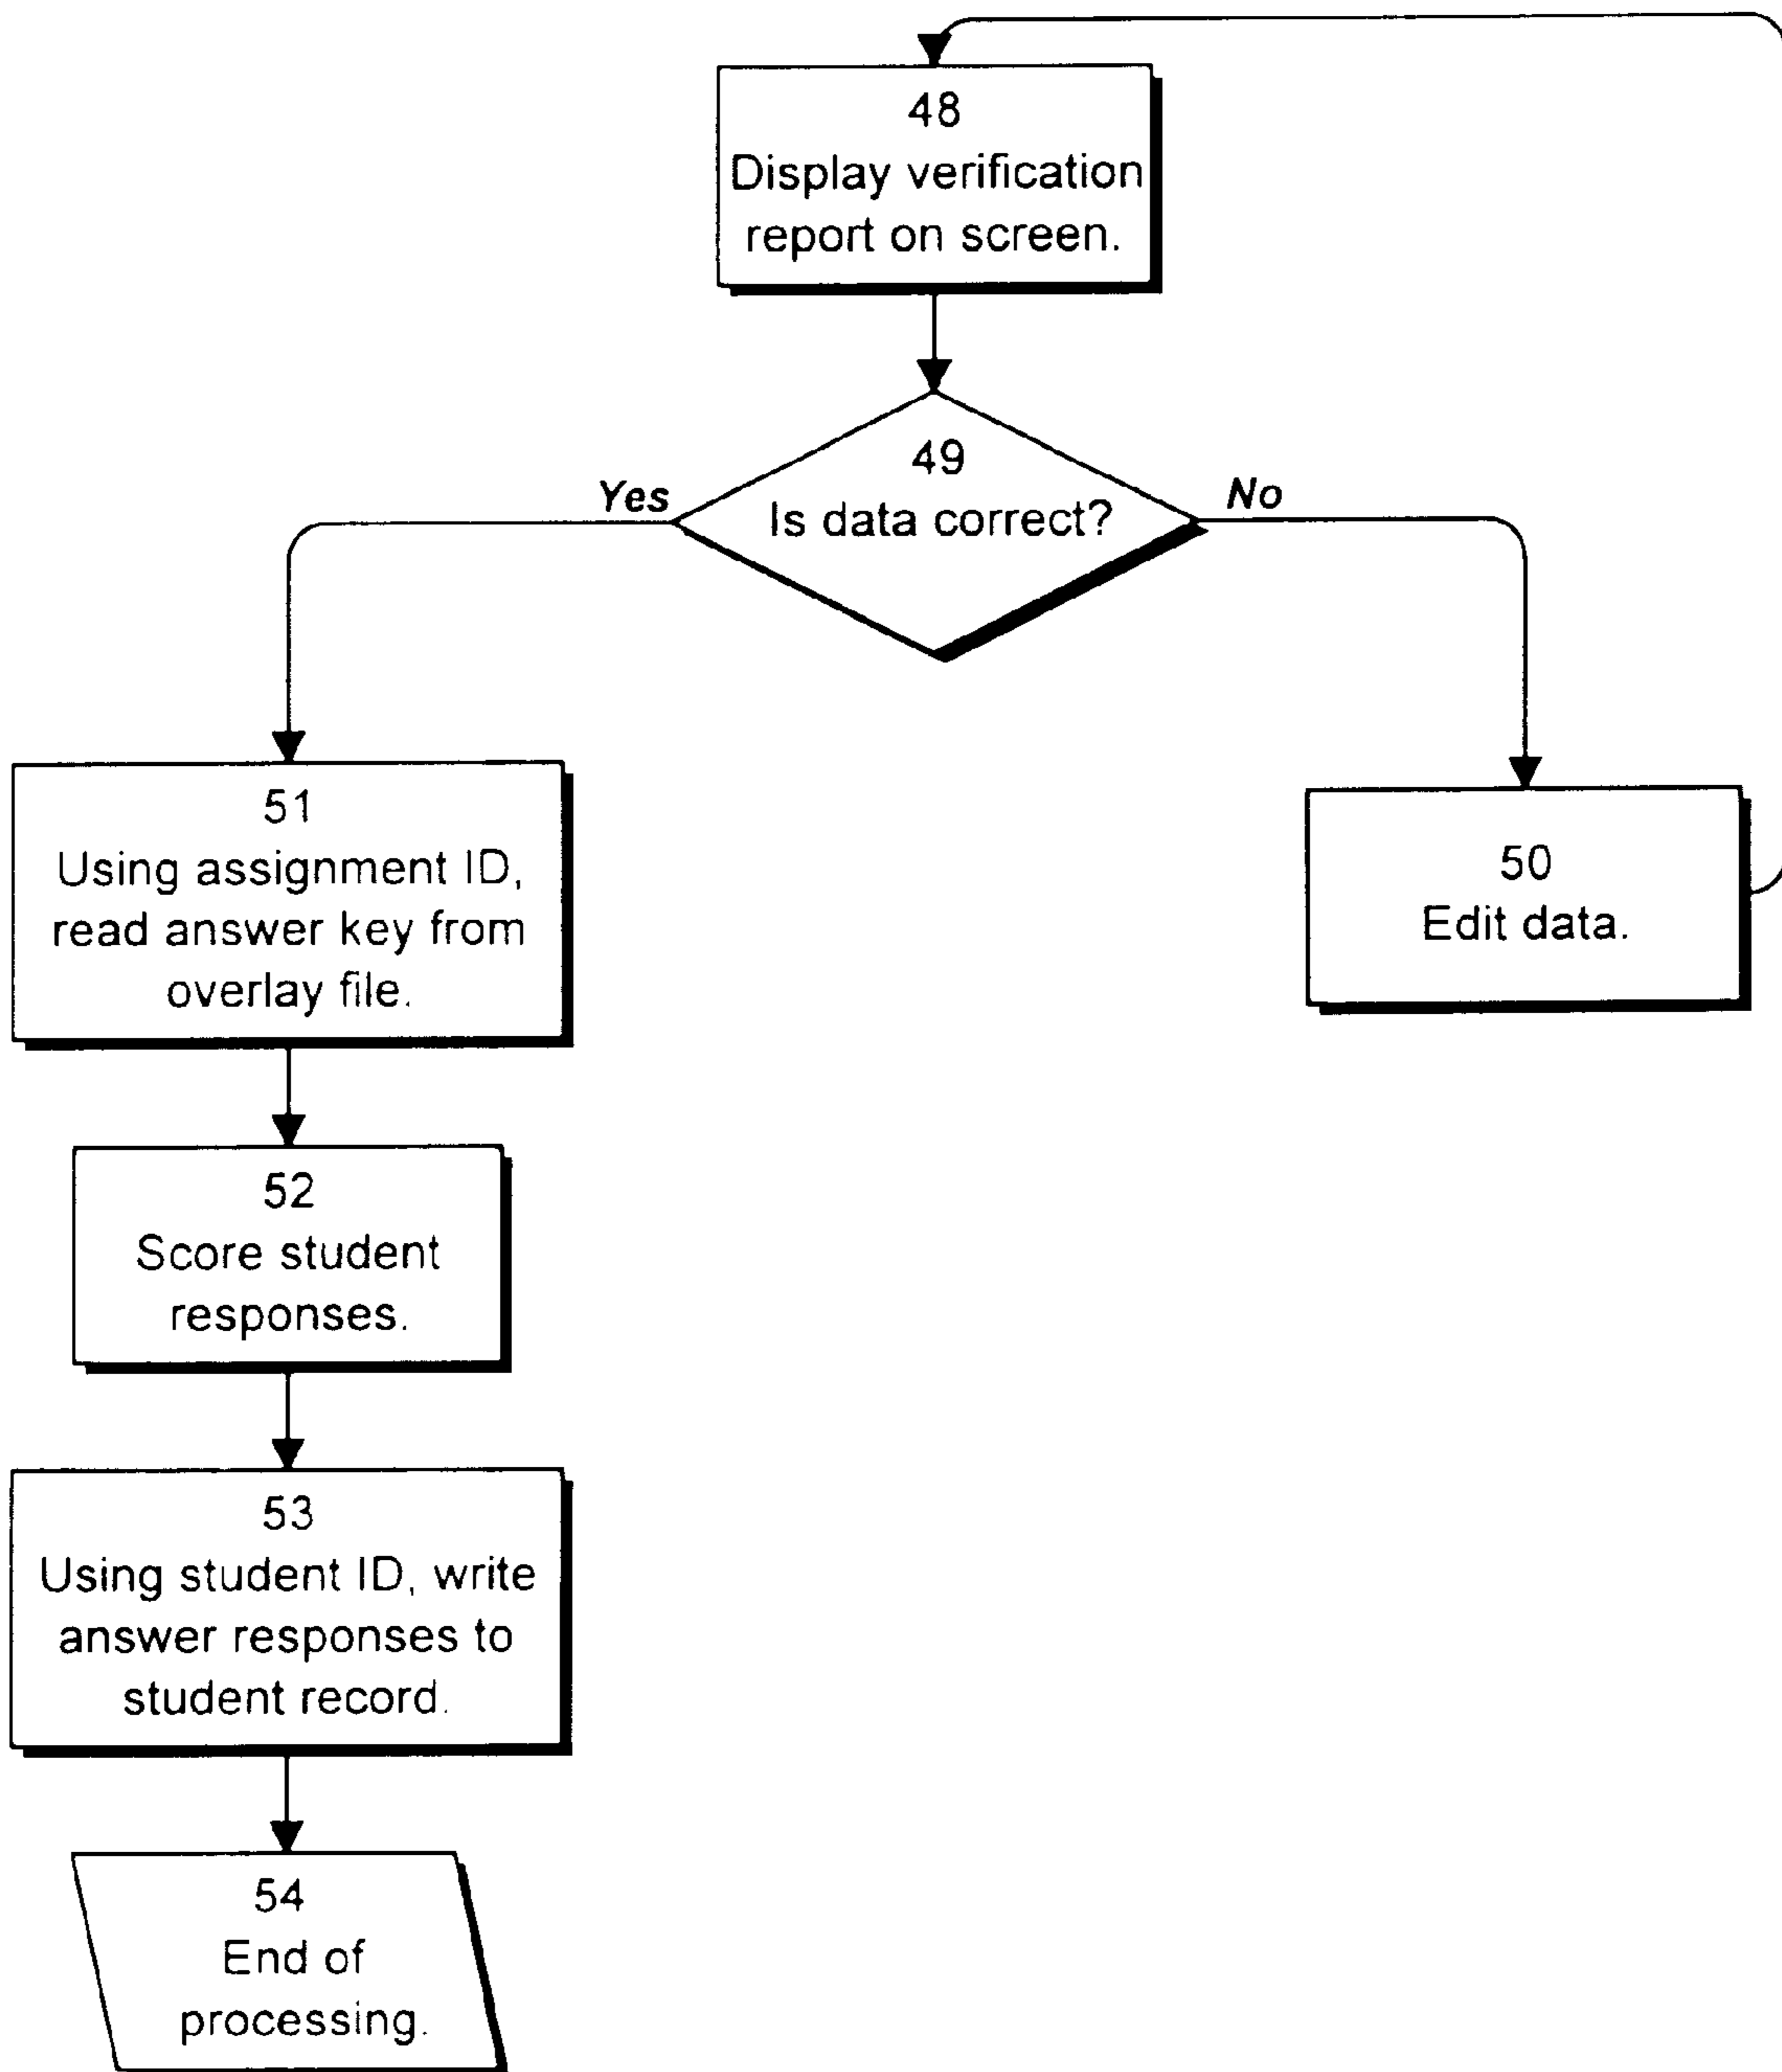 48
Display verification
report on screen.
49
Is data correct?
Yes
No
51
Using assignment ID,
read answer key from
overlay file.
50
Edit data.
52
Score student
responses.
53
Using student ID, write
answer responses to
student record.
54
End of
processing.